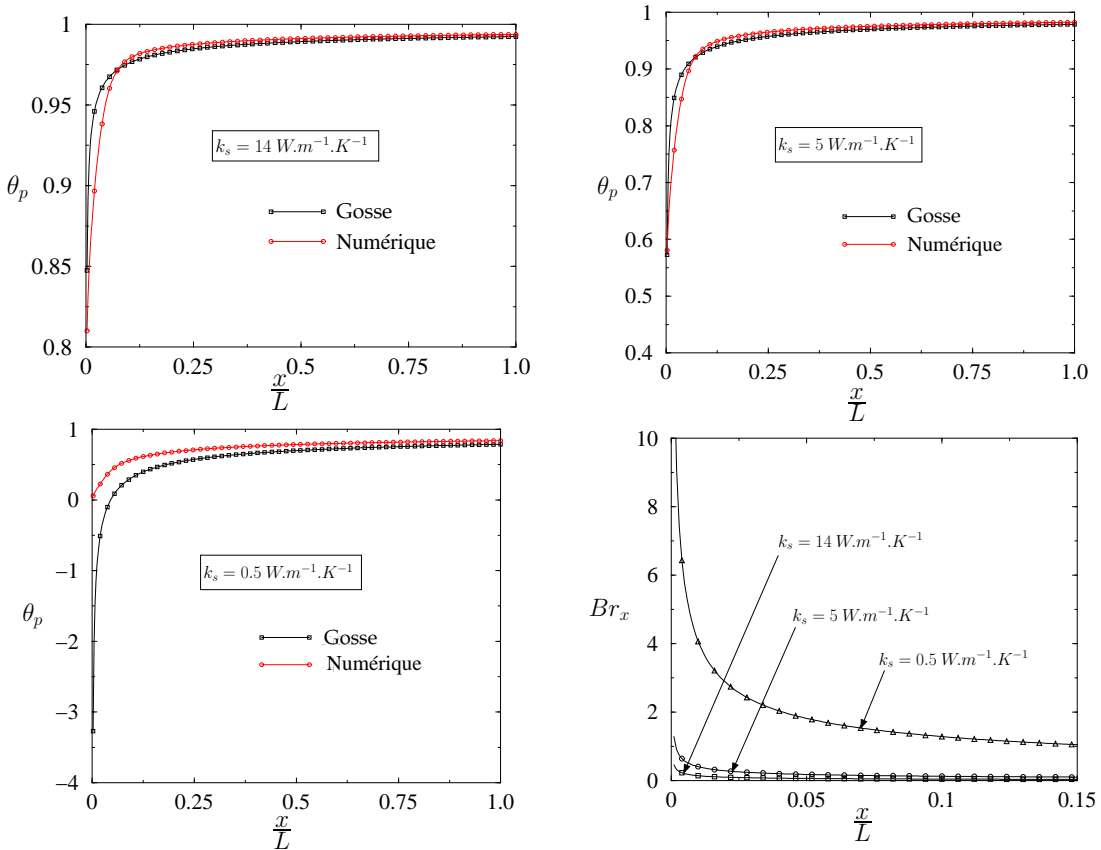 1
0.95
0.9
0.85
0.8
θ_p
k_s = 14 W.m⁻¹.K⁻¹
Gosse
Numérique
0
0.25
0.5
0.75
1.0
x/L
1
0.9
0.8
0.7
0.6
0.5
0.4
θ_p
k_s = 5 W.m⁻¹.K⁻¹
Gosse
Numérique
0
0.25
0.5
0.75
1.0
x/L
1
0
−1
−2
−3
−4
θ_p
k_s = 0.5 W.m⁻¹.K⁻¹
Gosse
Numérique
0
0.25
0.5
0.75
1.0
x/L
10
8
6
4
2
0
Br_x
k_s = 14 W.m⁻¹.K⁻¹
k_s = 5 W.m⁻¹.K⁻¹
k_s = 0.5 W.m⁻¹.K⁻¹
0
0.05
0.1
0.15
x/L